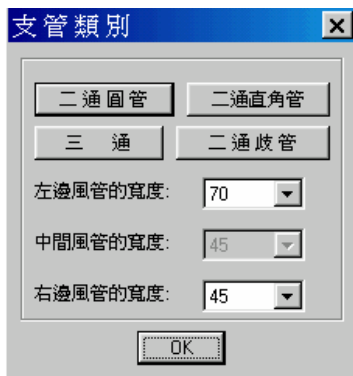 支管類別
二通圓管 二通直角管
三 通 二通歧管
左邊風管的寬度: 70
中間風管的寬度: 45
右邊風管的寬度: 45
OK